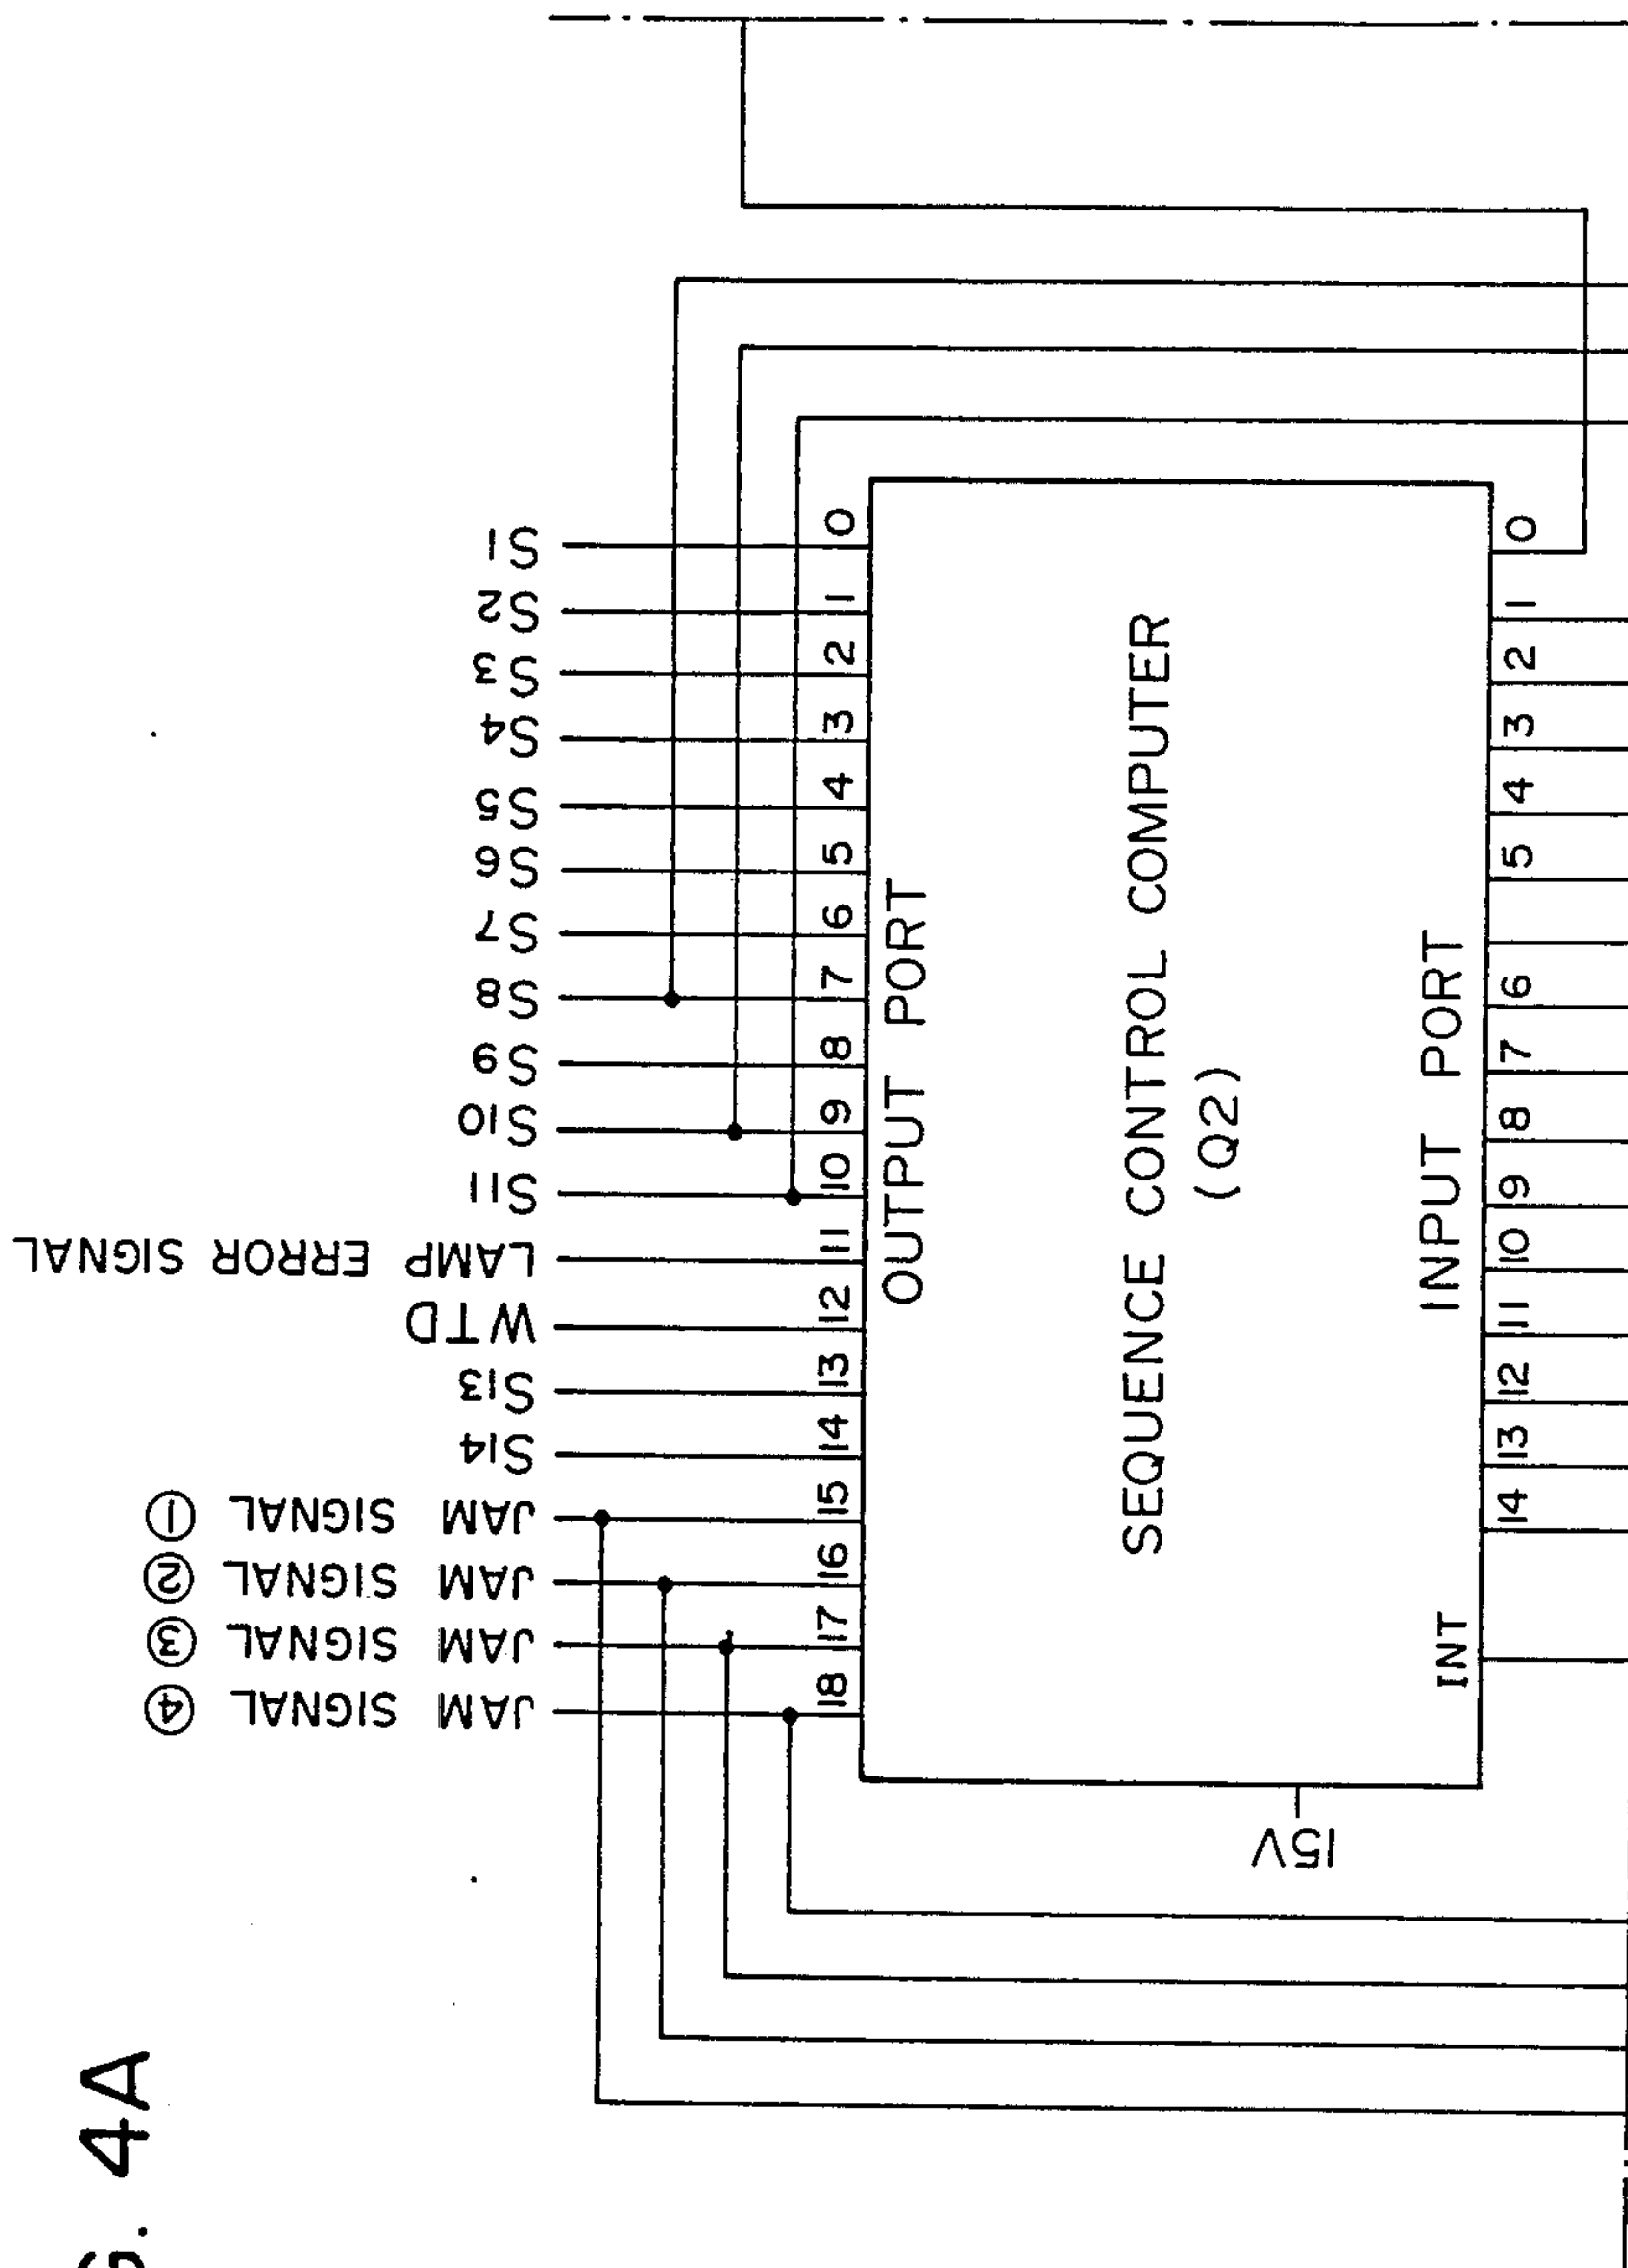 G. 4A
S1
S2
S3
S4
S5
S6
S7
S8
S9
S10
S11
LAMP ERROR SIGNAL
WTD
S13
S14
JAM SIGNAL ①
JAM SIGNAL ②
JAM SIGNAL ③
JAM SIGNAL ④
0
1
2
3
4
5
6
7
8
9
10
11
12
13
14
15
16
17
18
OUTPUT PORT
SEQUENCE CONTROL COMPUTER
(Q2)
15V
INPUT PORT
INT
0
1
2
3
4
5
6
7
8
9
10
11
12
13
14